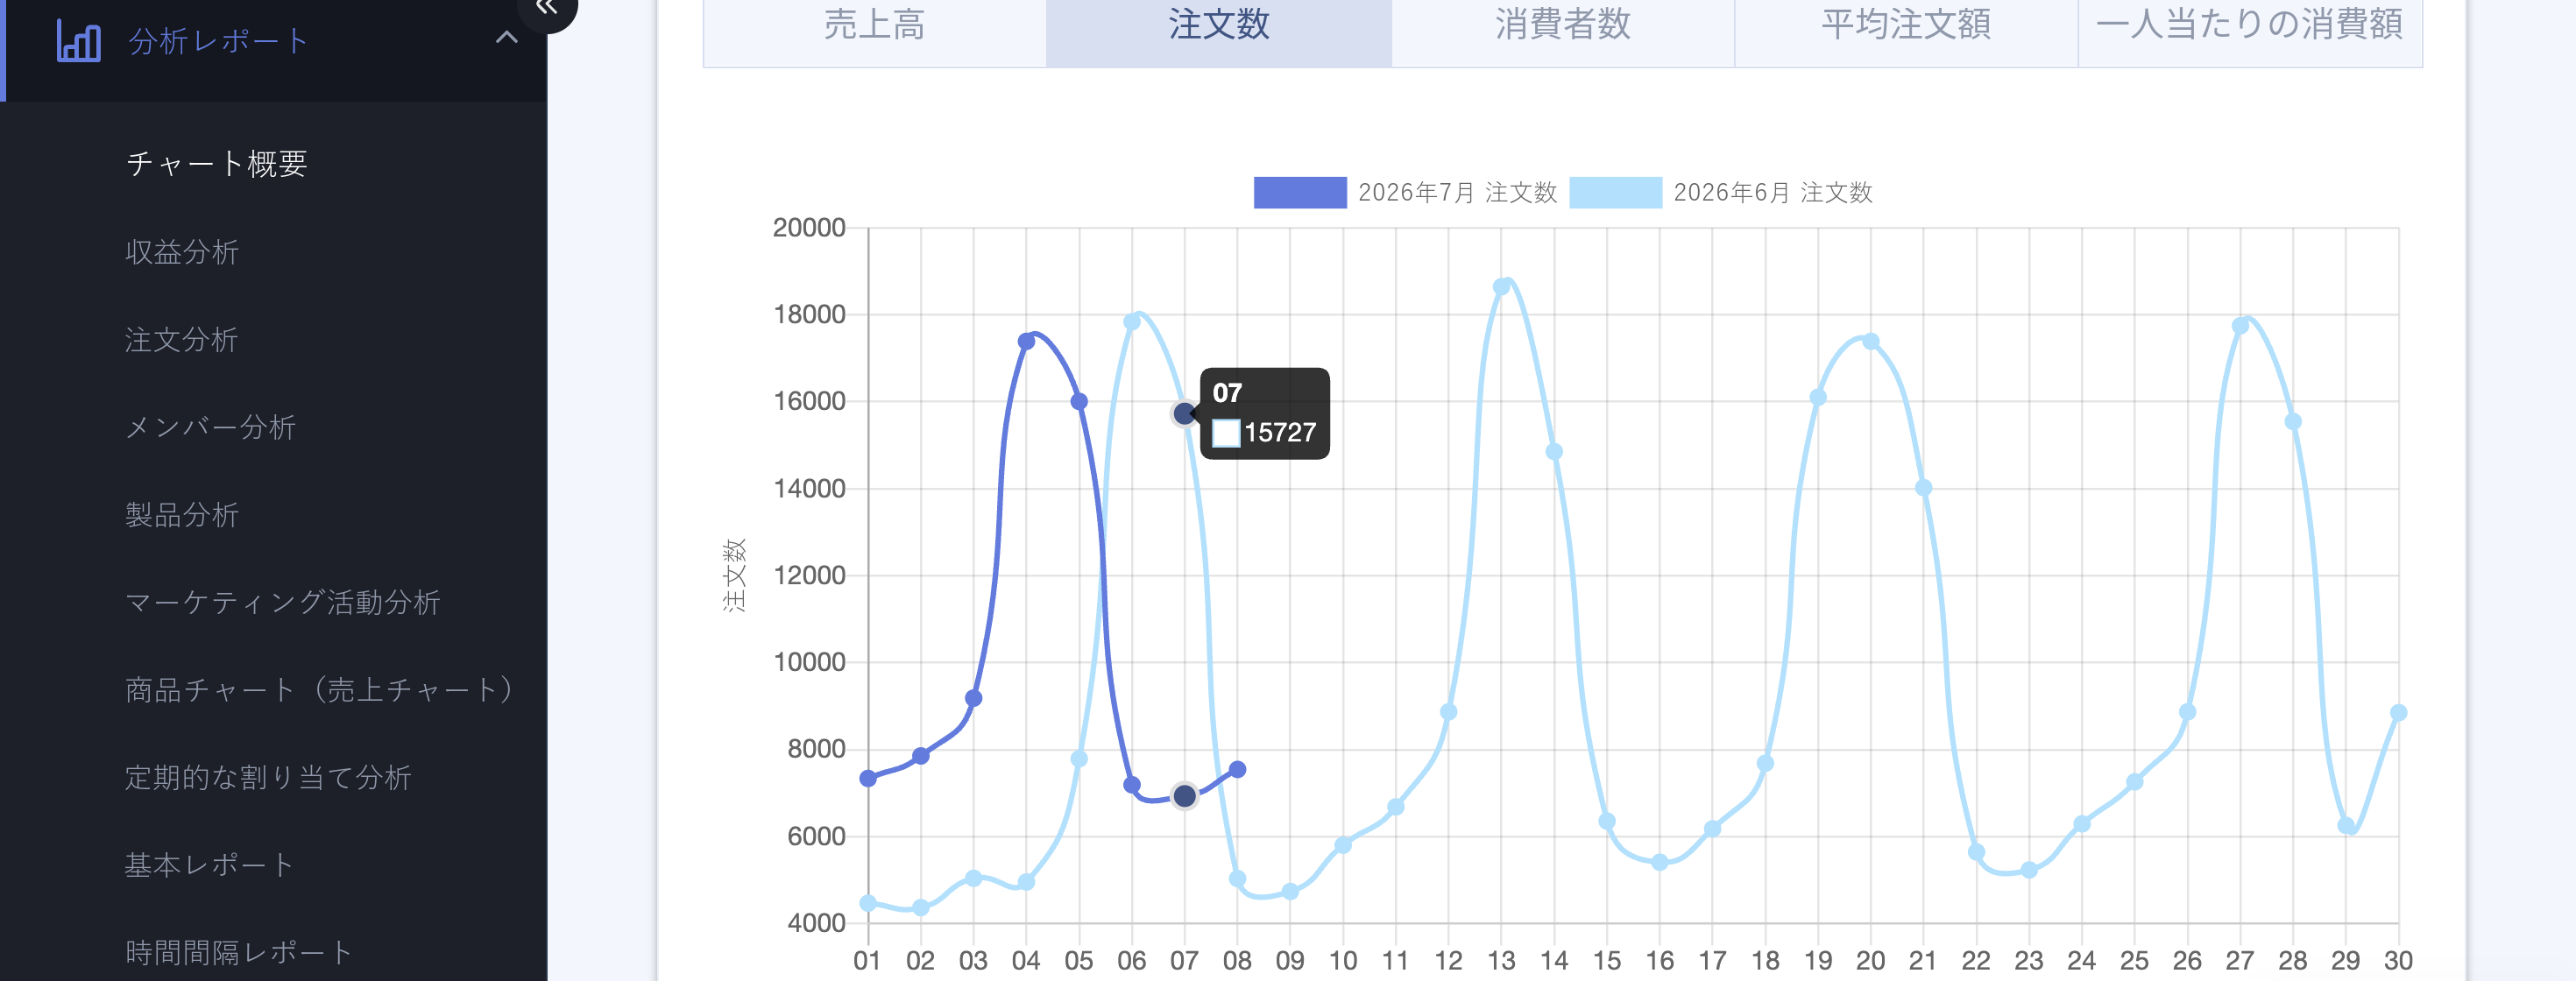 分析レポート
チャート概要
収益分析
注文分析
メンバー分析
製品分析
マーケティング活動分析
商品チャート（売上チャート）
定期的な割り当て分析
基本レポート
時間間隔レポート
売上高
注文数
消費者数
平均注文額
一人当たりの消費額
2026年7月 注文数
2026年6月 注文数
注文数
20000
18000
16000
14000
12000
10000
8000
6000
4000
07
15727
01 02 03 04 05 06 07 08 09 10 11 12 13 14 15 16 17 18 19 20 21 22 23 24 25 26 27 28 29 30